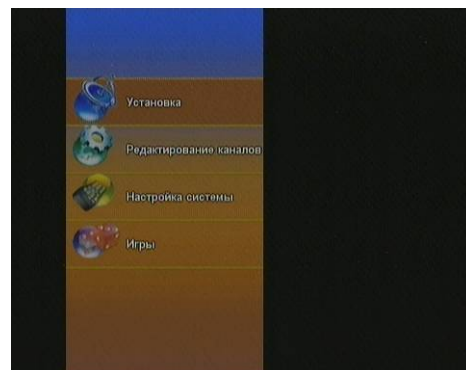 Установка
Редактирование каналов
Настройка системы
Игры